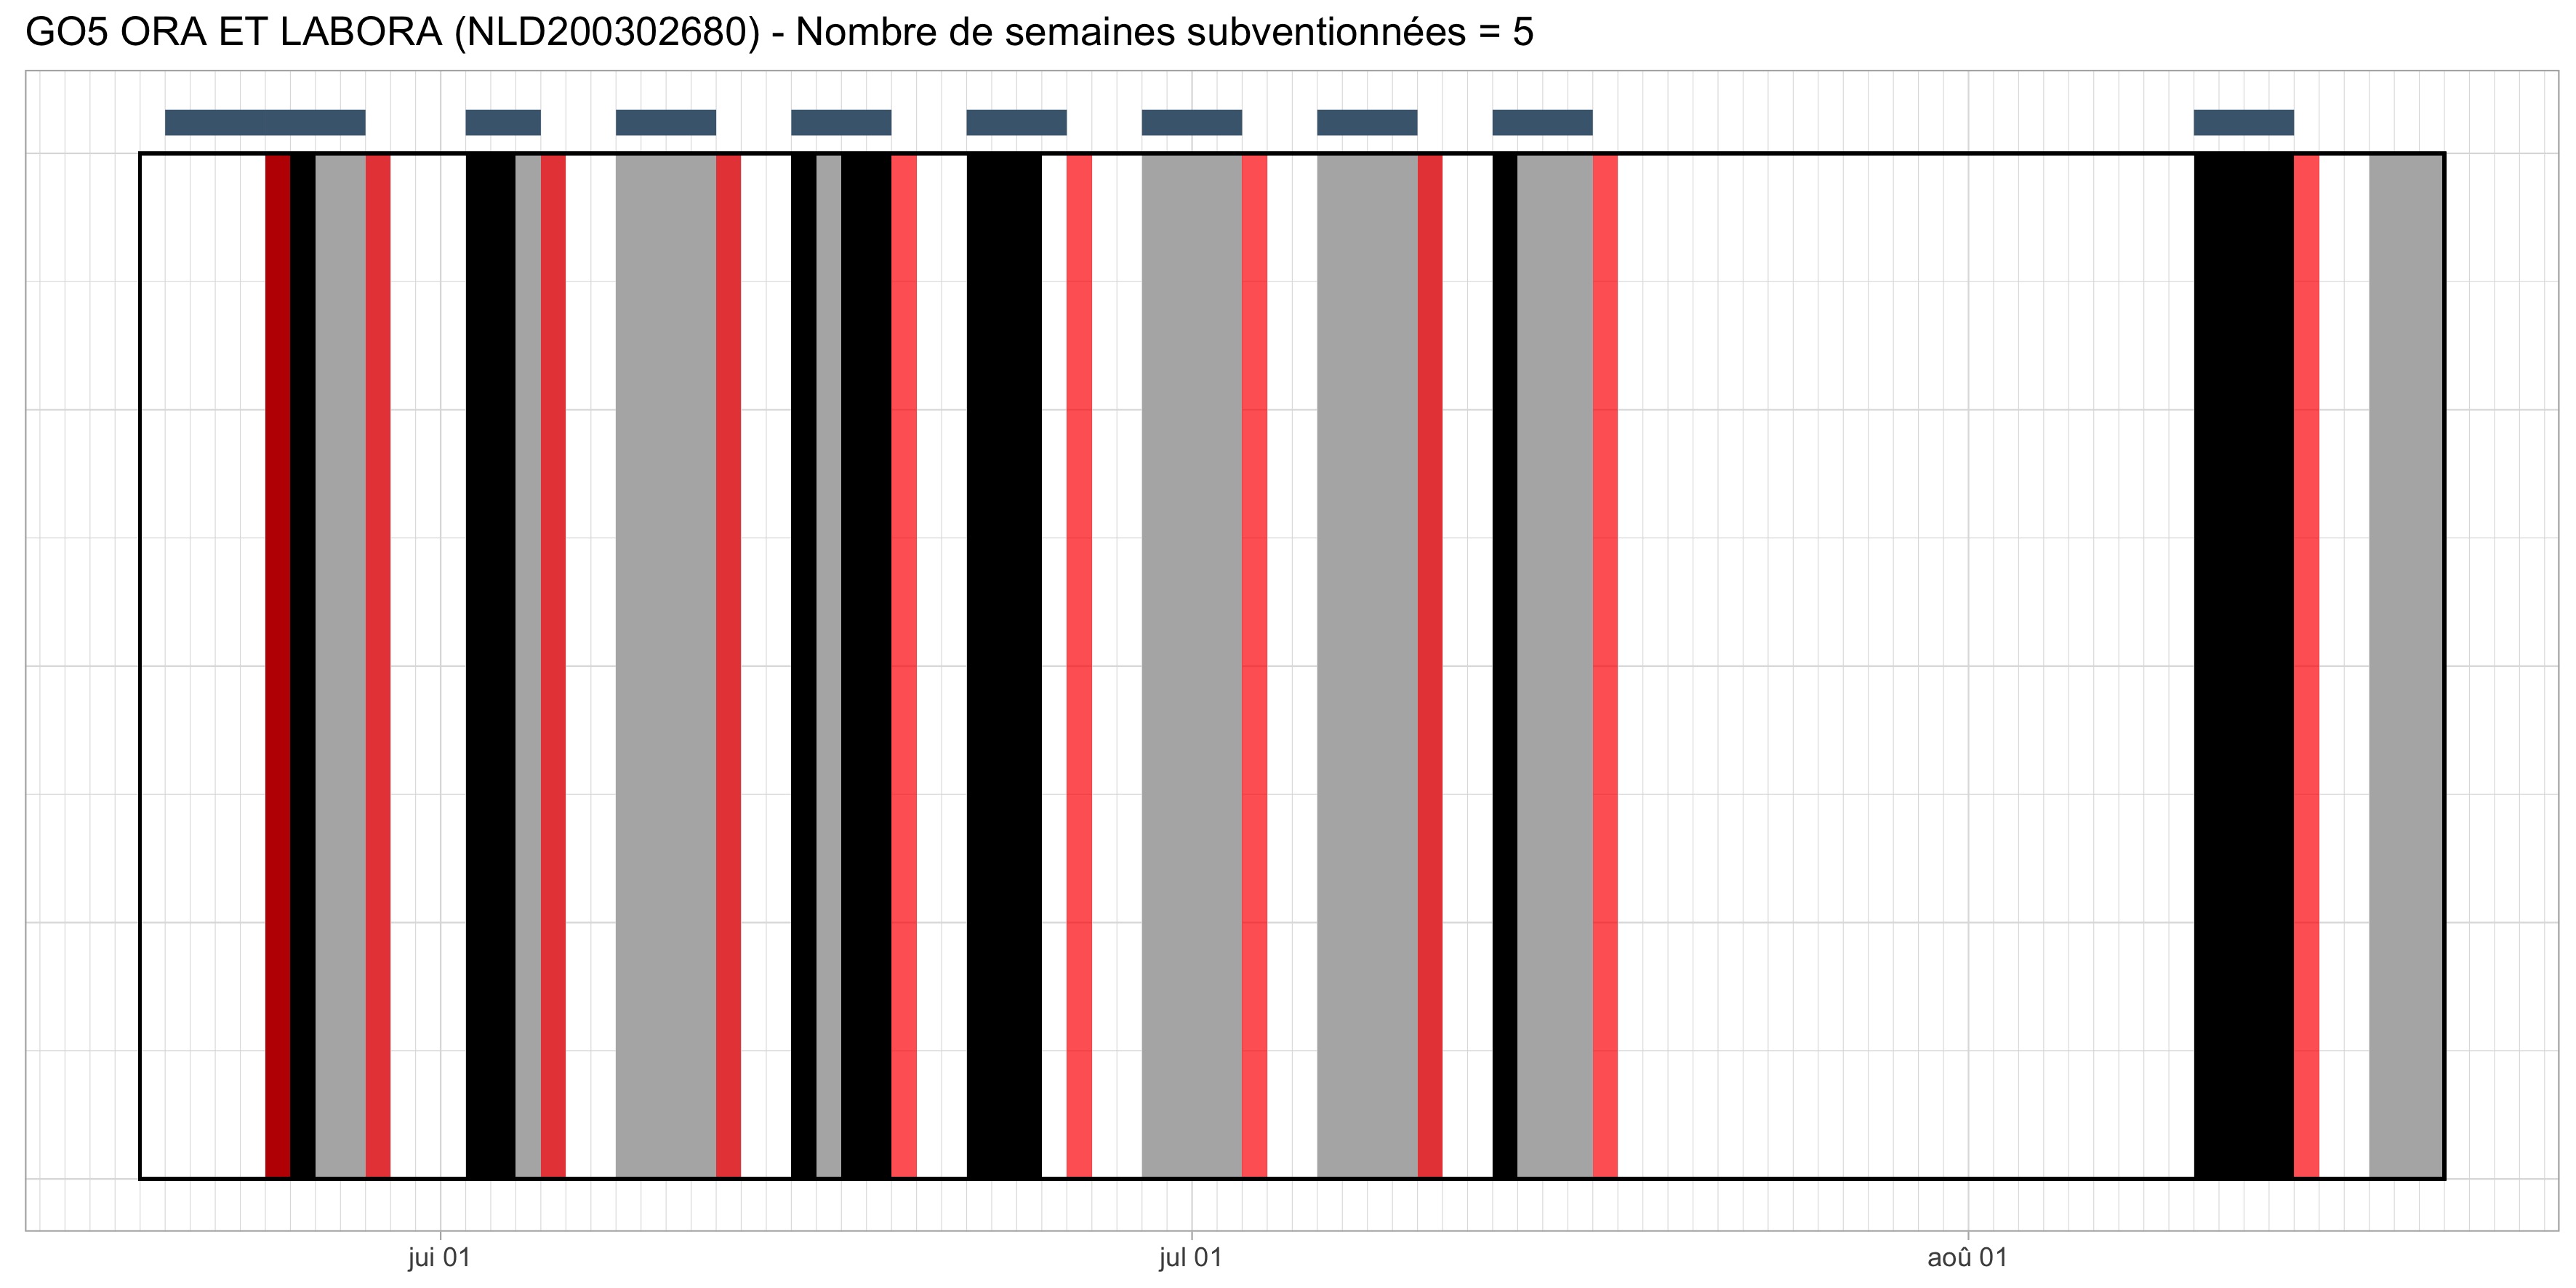 GO5 ORA ET LABORA (NLD200302680) - Nombre de semaines subventionnées = 5
jui 01
jul 01
aoû 01